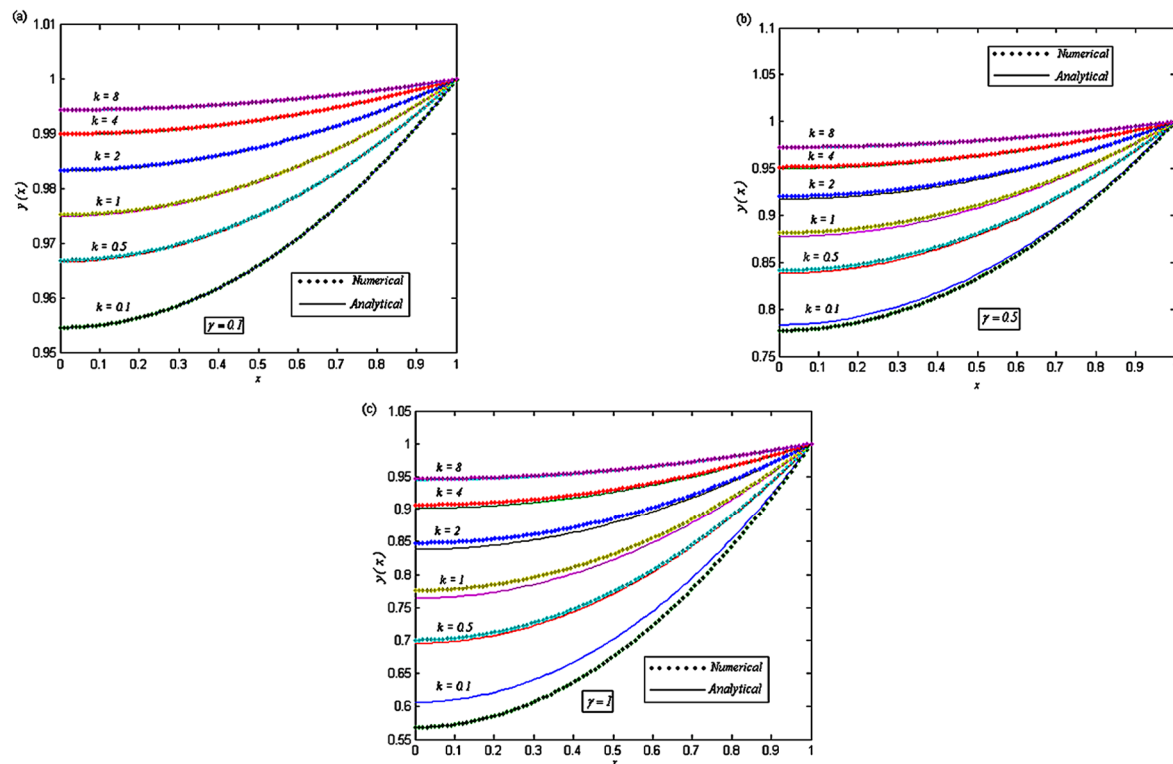 (a)
1.01
1
0.99
0.98
0.97
0.96
0.95
y(x)
k = 8
k = 4
k = 2
k = 1
k = 0.5
k = 0.1
Numerical
Analytical
γ = 0.1
0 0.1 0.2 0.3 0.4 0.5 0.6 0.7 0.8 0.9 1
x
(b)
1.1
1.05
1
0.95
0.9
0.85
0.8
0.75
y(x)
Numerical
Analytical
k = 8
k = 4
k = 2
k = 1
k = 0.5
k = 0.1
γ = 0.5
0 0.1 0.2 0.3 0.4 0.5 0.6 0.7 0.8 0.9
x
(c)
1.05
1
0.95
0.9
0.85
0.8
0.75
0.7
0.65
0.6
0.55
y(x)
k = 8
k = 4
k = 2
k = 1
k = 0.5
k = 0.1
Numerical
Analytical
γ = 1
0 0.1 0.2 0.3 0.4 0.5 0.6 0.7 0.8 0.9 1
x